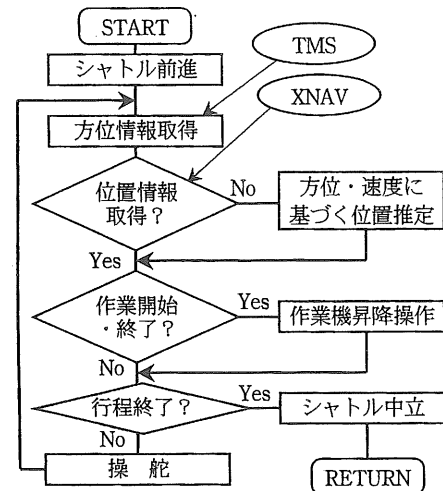 START
TMS
シャトル前進
XNAV
方位情報取得
位置情報
取得？
No
方位・速度に
基づく位置推定
Yes
作業開始
・終了？
Yes
作業機昇降操作
No
行程終了？
Yes
シャトル中立
No
操 舵
RETURN